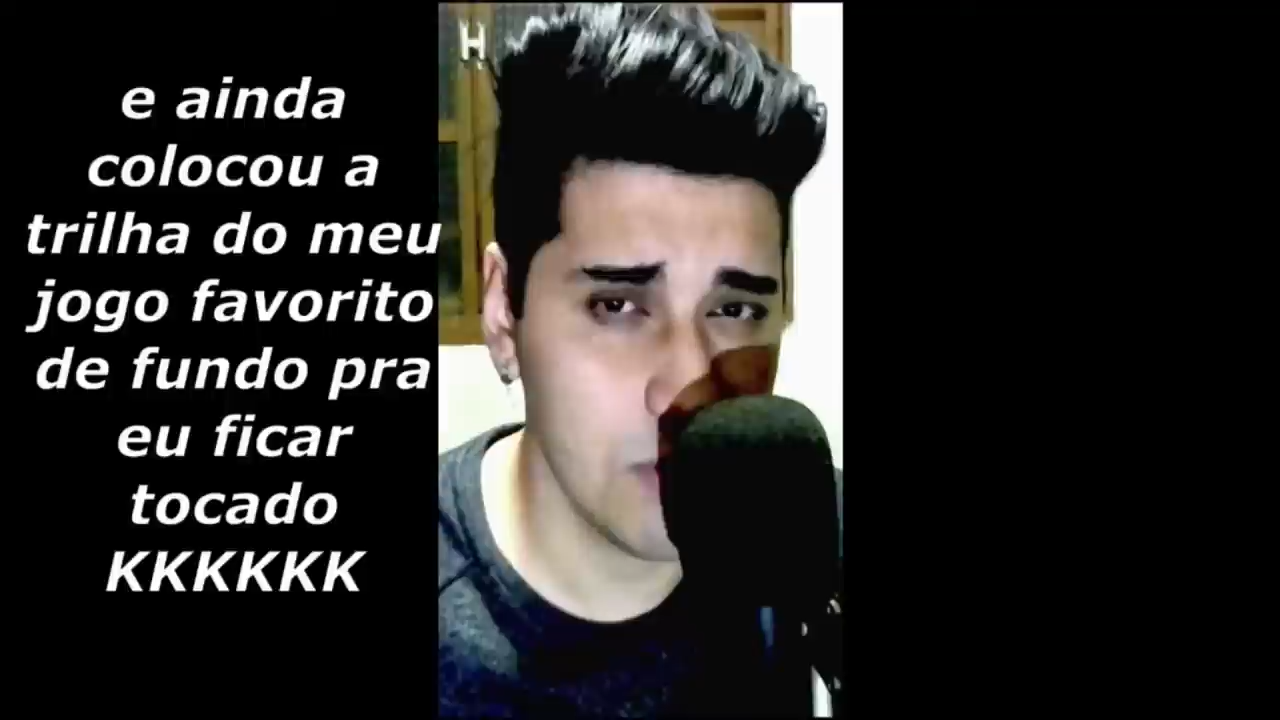 H
e ainda
colocou a
trilha do meu
jogo favorito
de fundo pra
eu ficar
tocado
KKKKKK